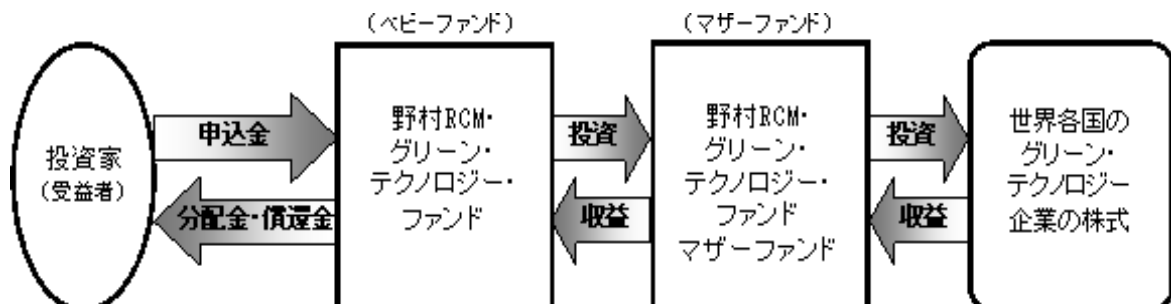 (ベビーファンド)
(マザーファンド)
投資家
(受益者)
申込金
分配金・償還金
野村RCM・
グリーン・
テクノロジー・
ファンド
投資
収益
野村RCM・
グリーン・
テクノロジー・
ファンド
マザーファンド
投資
収益
世界各国の
グリーン・
テクノロジー
企業の株式